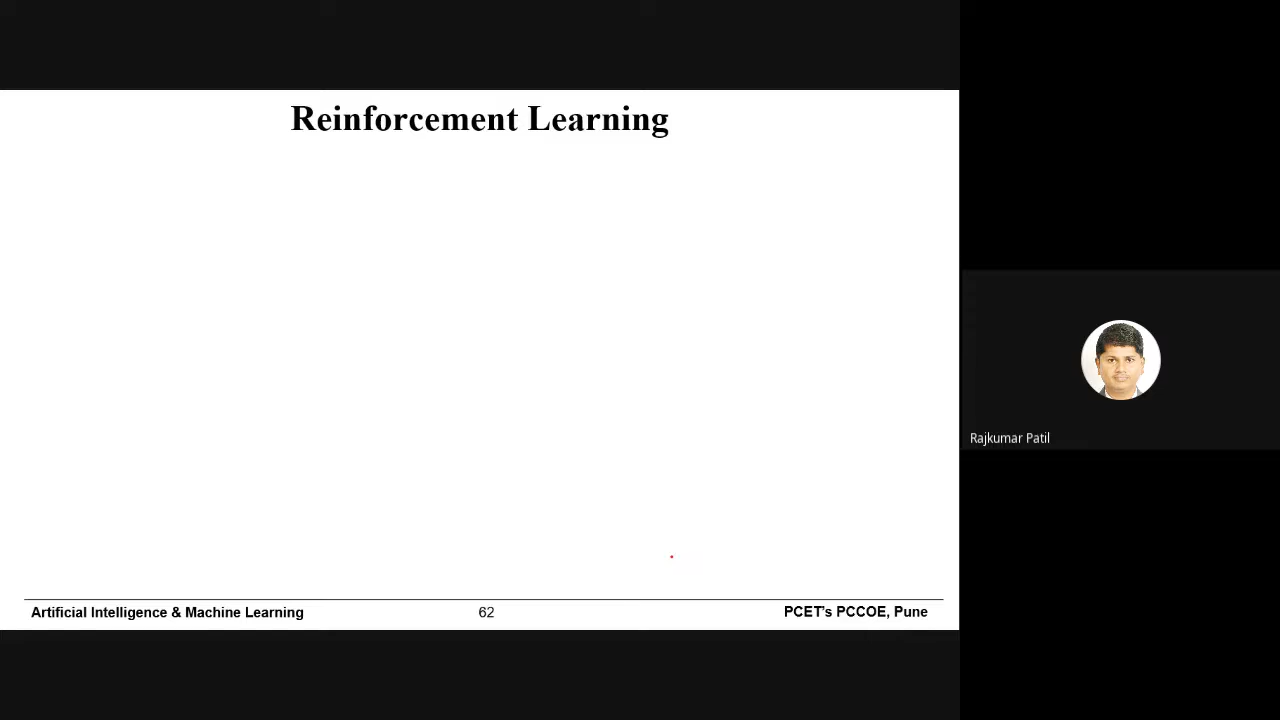 Reinforcement Learning
Rajkumar Patil
Artificial Intelligence & Machine Learning
62
PCET's PCCOE, Pune